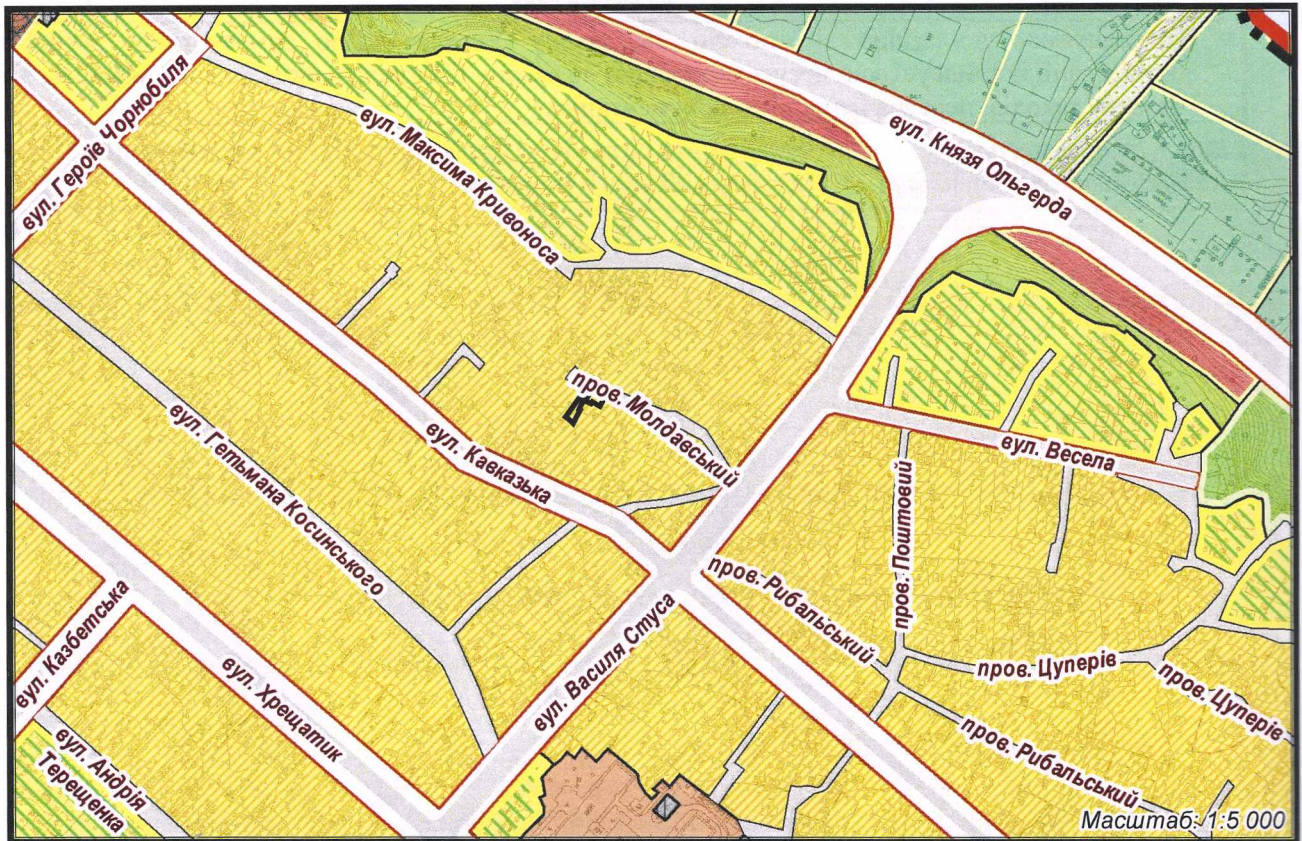 вул. Героїв Чорнобиля
вул. Максима Кривоноса
вул. Князя Ольгерда
пров. Молдавський
вул. Кавказька
вул. Гетьмана Косинського
вул. Весела
пров. Поштовий
пров. Рибальський
вул. Василя Стуса
вул. Казбетська
вул. Хрещатик
вул. Андрія
Терещенка
пров. Цуперів
пров. Цуперів
пров. Рибальський
Масштаб: 1:5 000